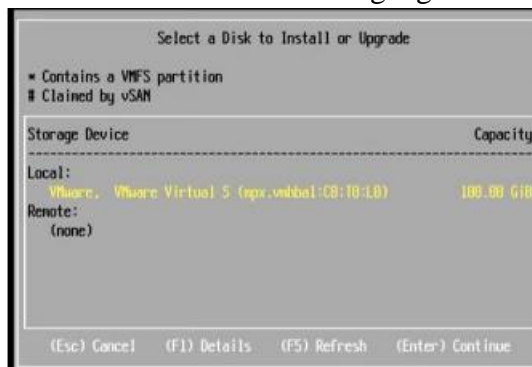 Select a Disk to Install or Upgrade
* Contains a VMFS partition
# Claimed by vSAN
Storage Device Capacity
Local:
VMware, VMware Virtual S (mpx.vmhba1:C0:T0:L0) 100.00 GiB
Remote:
(none)
(Esc) Cancel (F1) Details (F5) Refresh (Enter) Continue